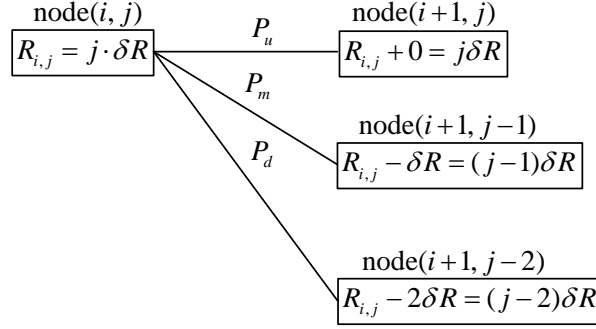 node(i, j)
R_{i,j} = j·δR
P_u
node(i+1, j)
R_{i,j} + 0 = jδR
P_m
node(i+1, j−1)
R_{i,j} − δR = (j−1)δR
P_d
node(i+1, j−2)
R_{i,j} − 2δR = (j−2)δR